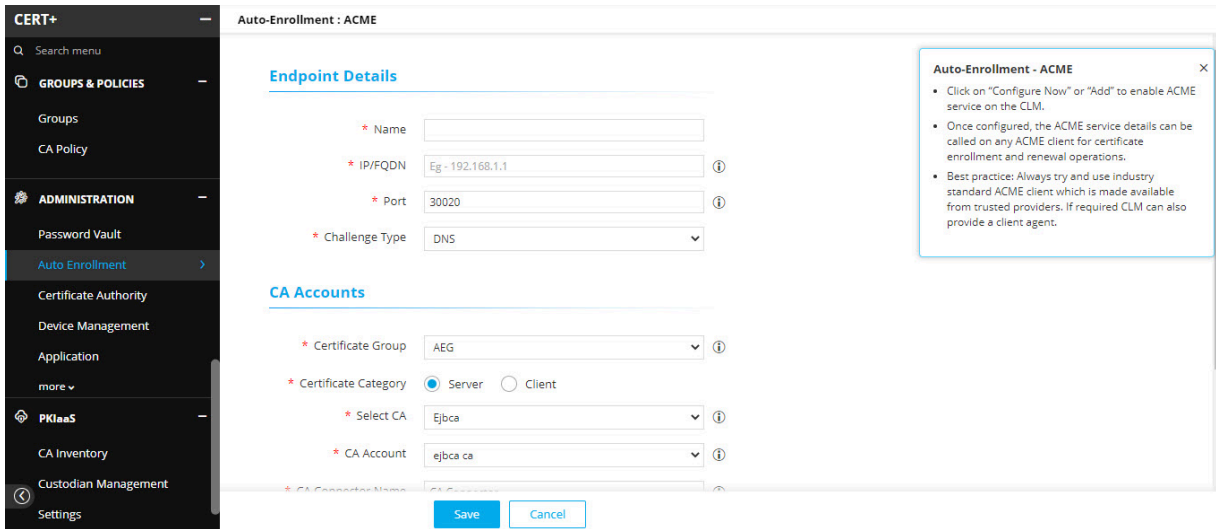 CERT+
Search menu
GROUPS & POLICIES
Groups
CA Policy
ADMINISTRATION
Password Vault
Auto Enrollment
Certificate Authority
Device Management
Application
more
PKIaaS
CA Inventory
Custodian Management
Settings
Auto-Enrollment : ACME
Endpoint Details
* Name
* IP/FQDN Eg - 192.168.1.1
* Port 30020
* Challenge Type DNS
CA Accounts
* Certificate Group AEG
* Certificate Category Server Client
* Select CA Ejbca
* CA Account ejbca ca
* CA Connector Name CA Connector
Save Cancel
Auto-Enrollment - ACME
• Click on “Configure Now” or “Add” to enable ACME
service on the CLM.
• Once configured, the ACME service details can be
called on any ACME client for certificate
enrollment and renewal operations.
• Best practice: Always try and use industry
standard ACME client which is made available
from trusted providers. If required CLM can also
provide a client agent.